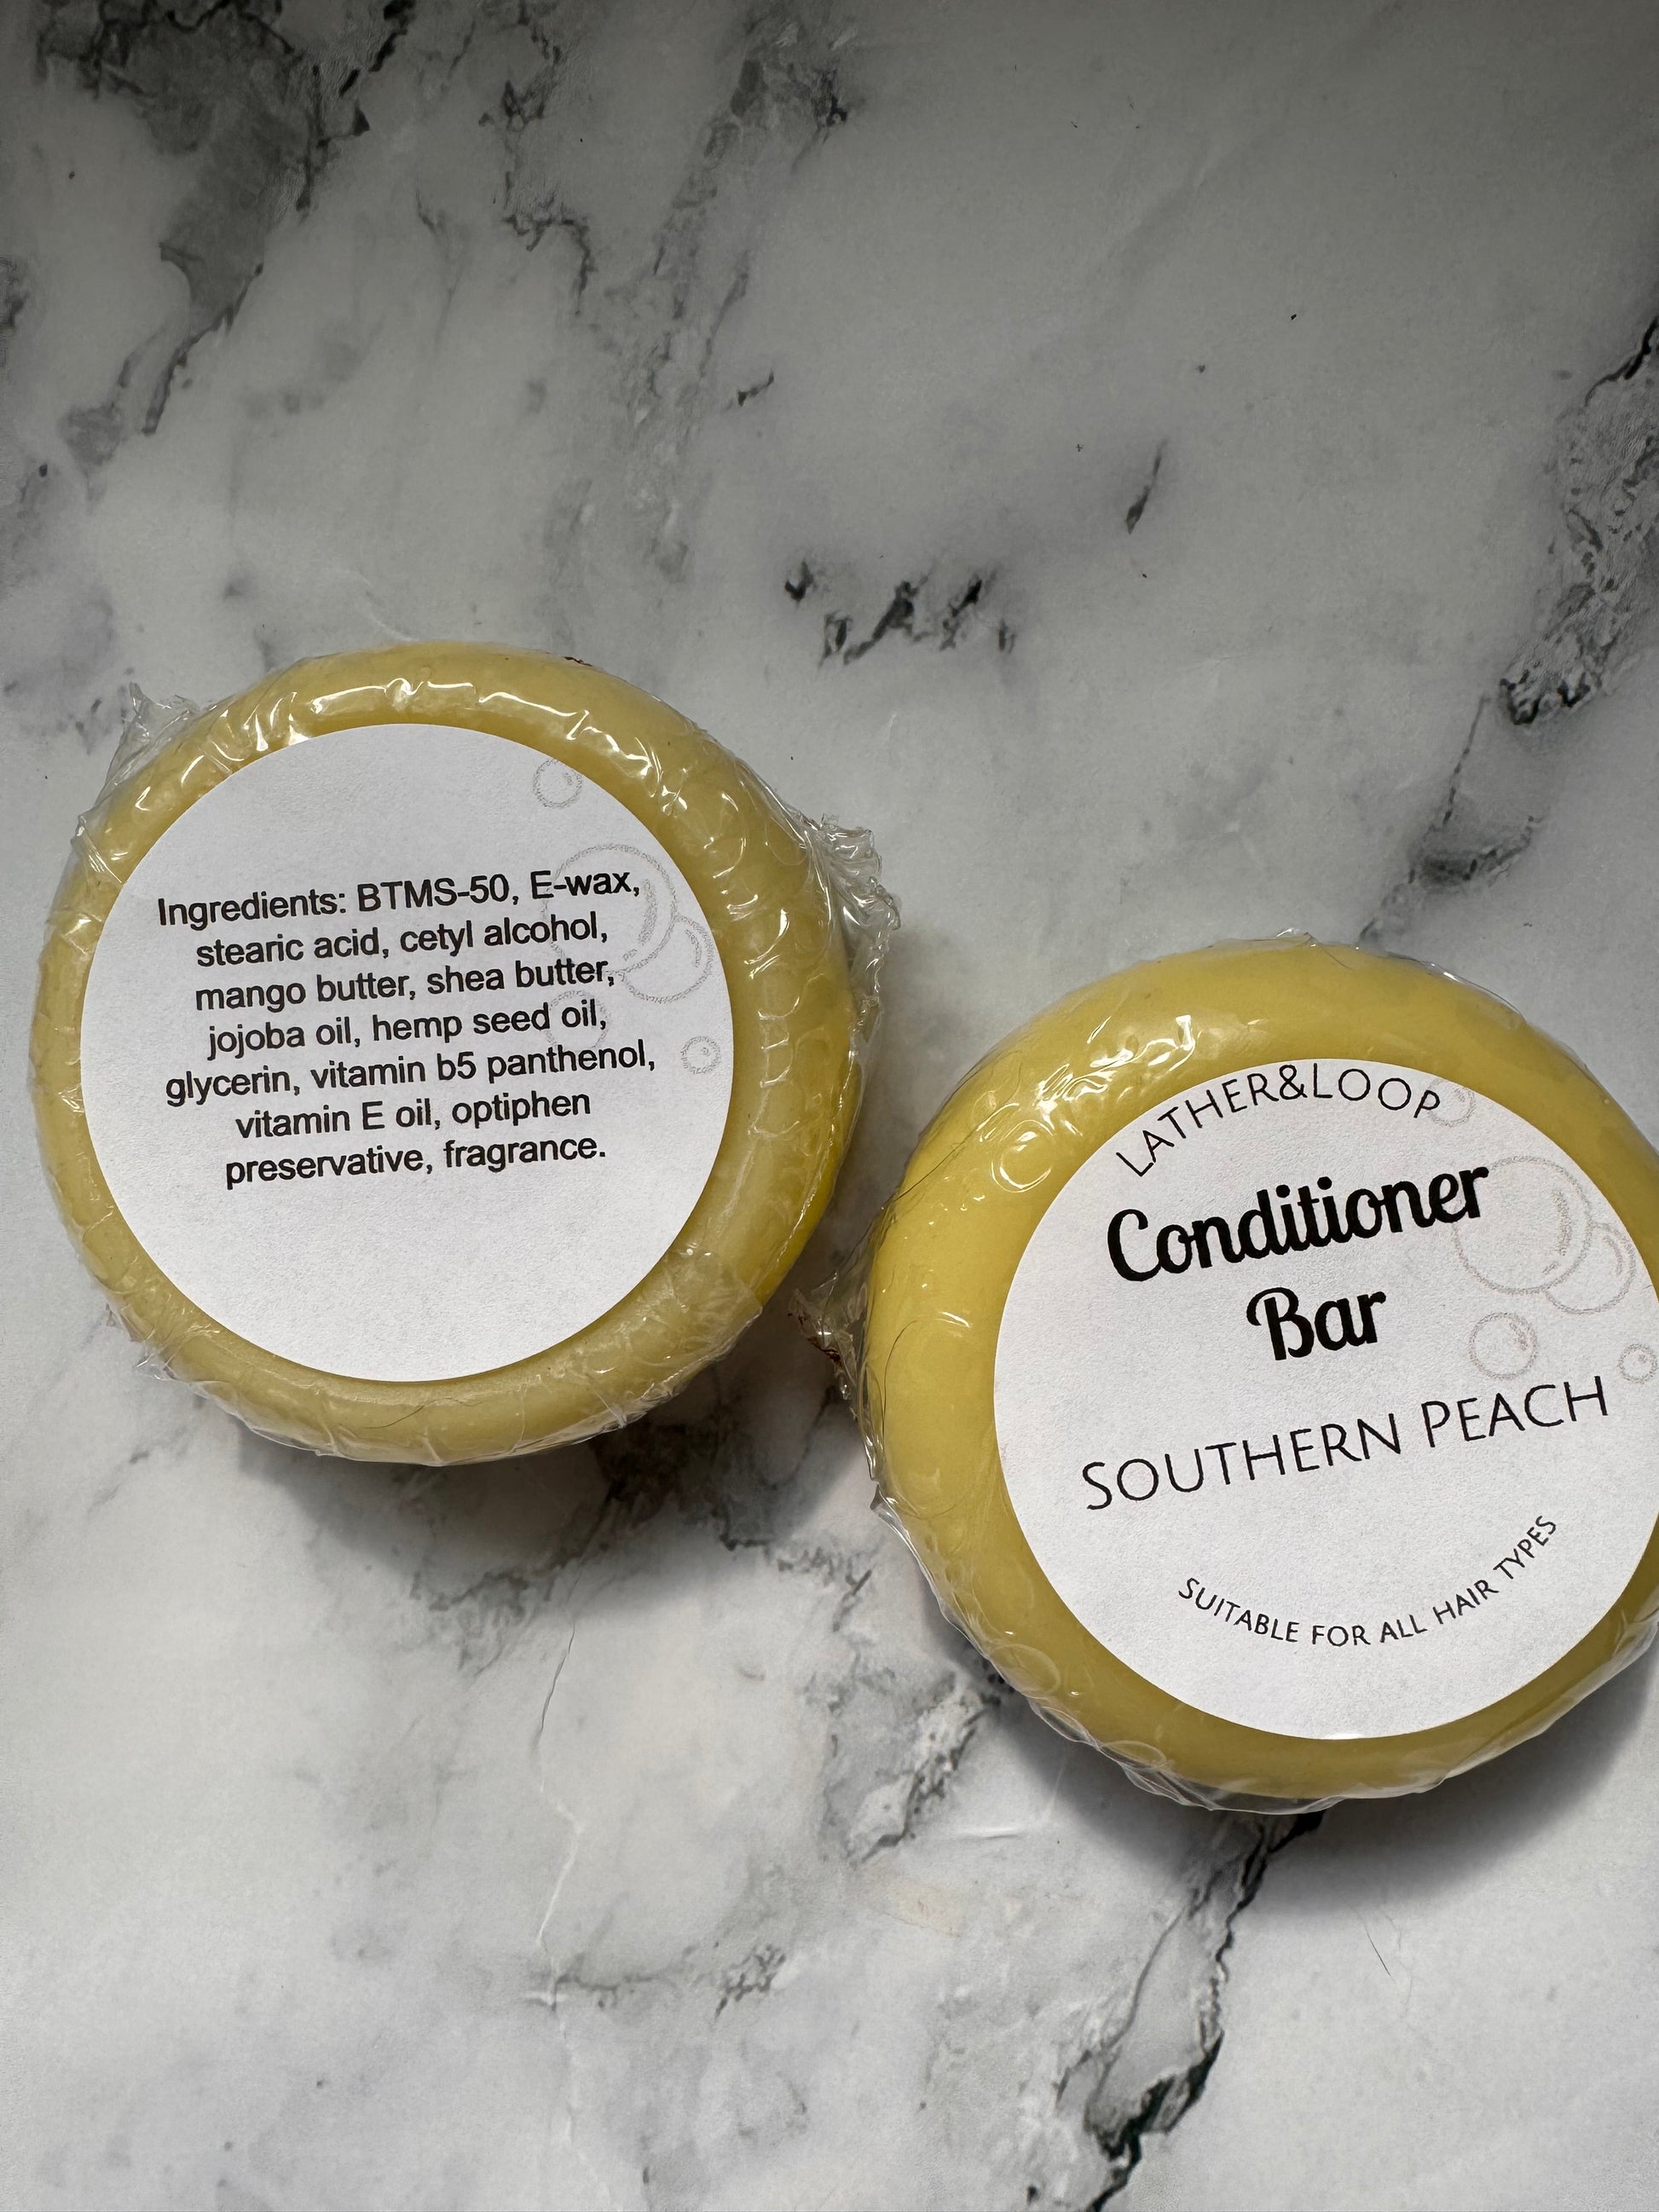 Ingredients: BTMS-50, E-wax,
stearic acid, cetyl alcohol,
mango butter, shea butter,
jojoba oil, hemp seed oil,
glycerin, vitamin b5 panthenol,
vitamin E oil, optiphen
preservative, fragrance.
LATHER&LOOP
Conditioner
Bar
SOUTHERN PEACH
SUITABLE FOR ALL HAIR TYPES